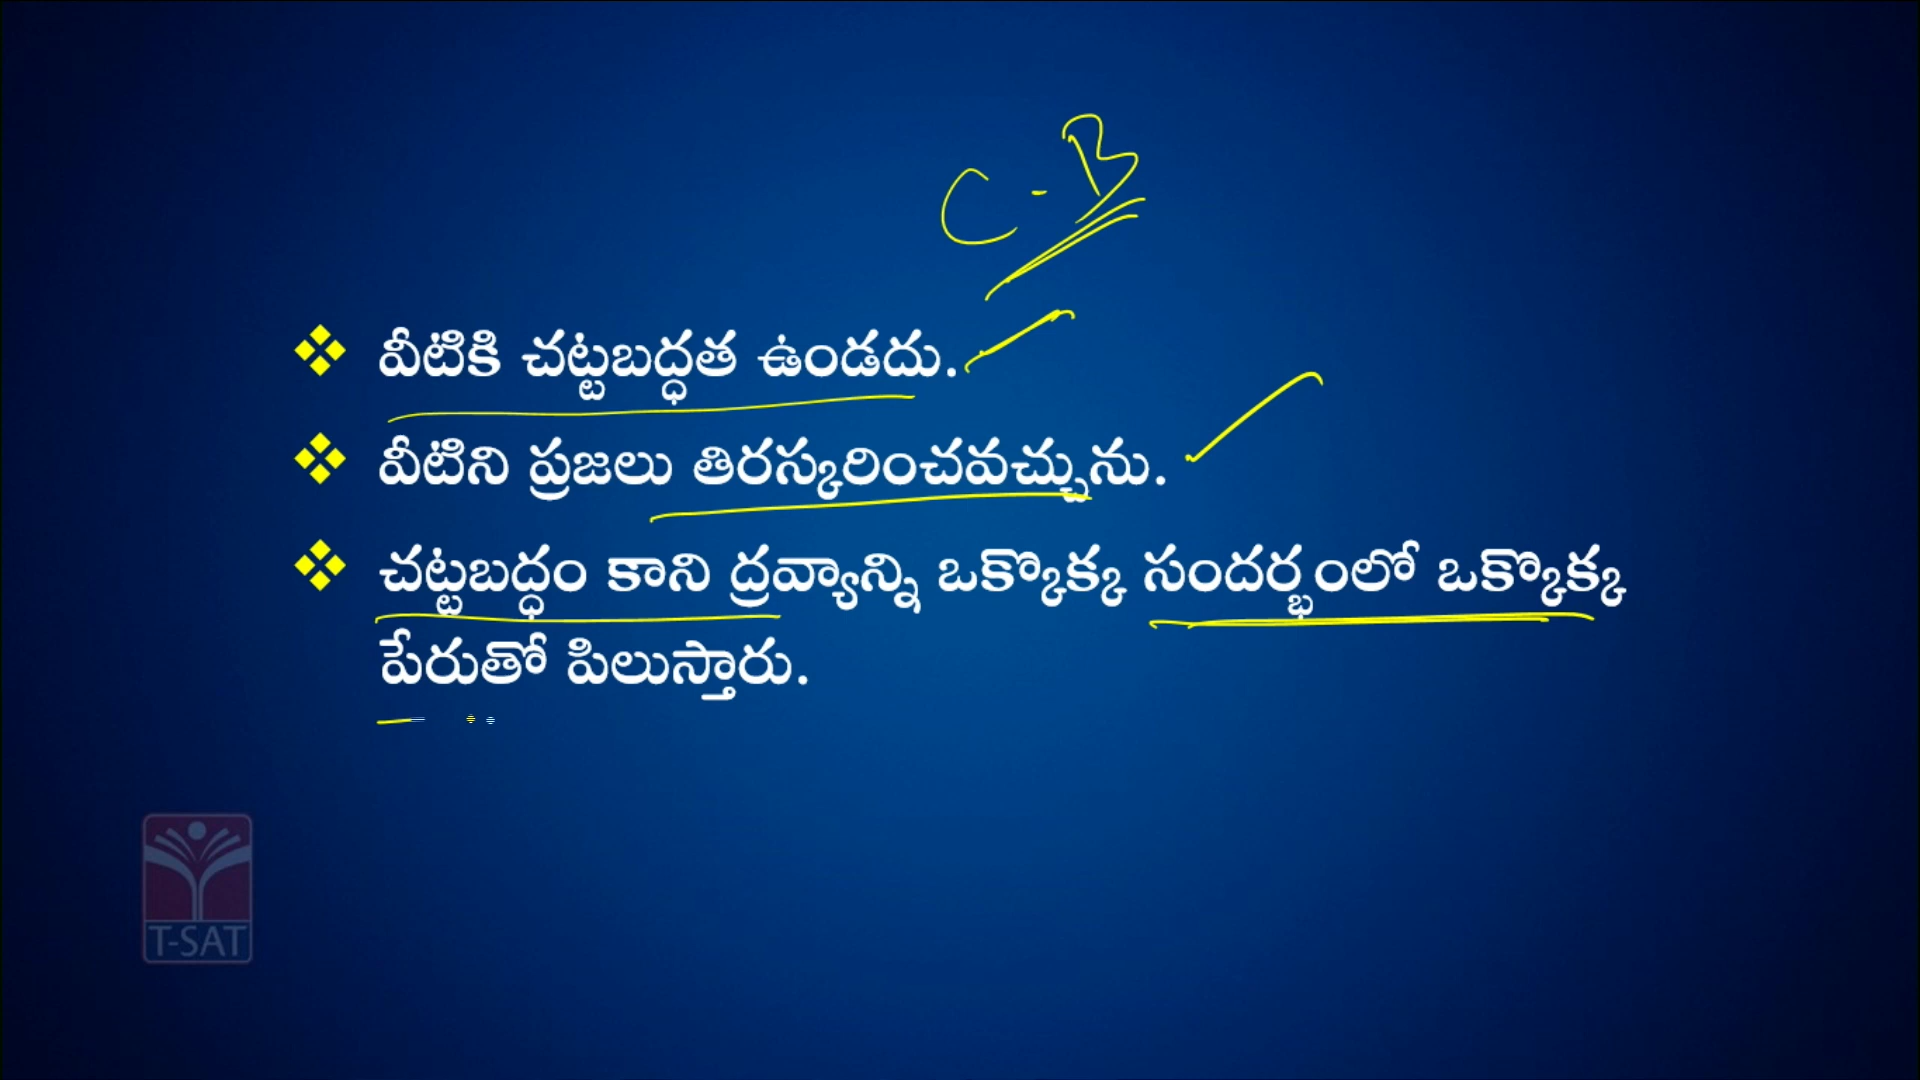 C - B
వీటికి చట్టబద్ధత ఉండదు.
వీటిని ప్రజలు తిరస్కరించవచ్చును.
చట్టబద్ధం కాని ద్రవ్యాన్ని ఒక్కొక్క సందర్భంలో ఒక్కొక్క
పేరుతో పిలుస్తారు.
T-SAT